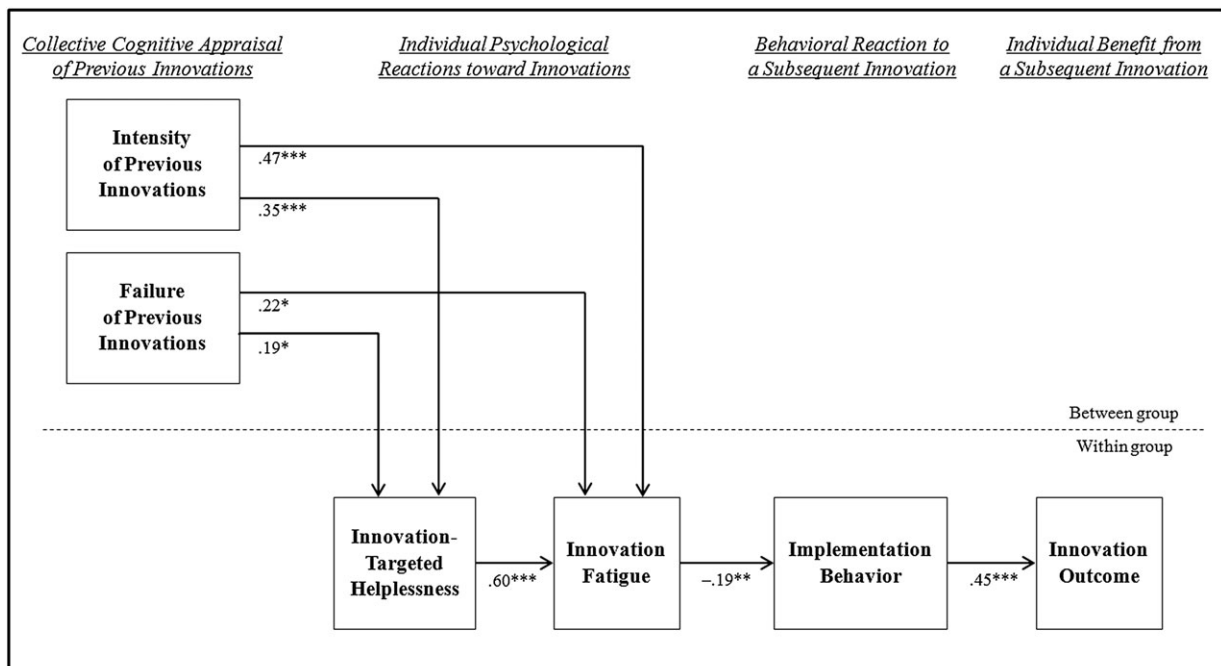 Collective Cognitive Appraisal
of Previous Innovations
Individual Psychological
Reactions toward Innovations
Behavioral Reaction to
a Subsequent Innovation
Individual Benefit from
a Subsequent Innovation
Intensity
of Previous
Innovations
.47***
.35***
Failure
of Previous
Innovations
.22*
.19*
Between group
Within group
Innovation-
Targeted
Helplessness
.60***
Innovation
Fatigue
–.19**
Implementation
Behavior
.45***
Innovation
Outcome